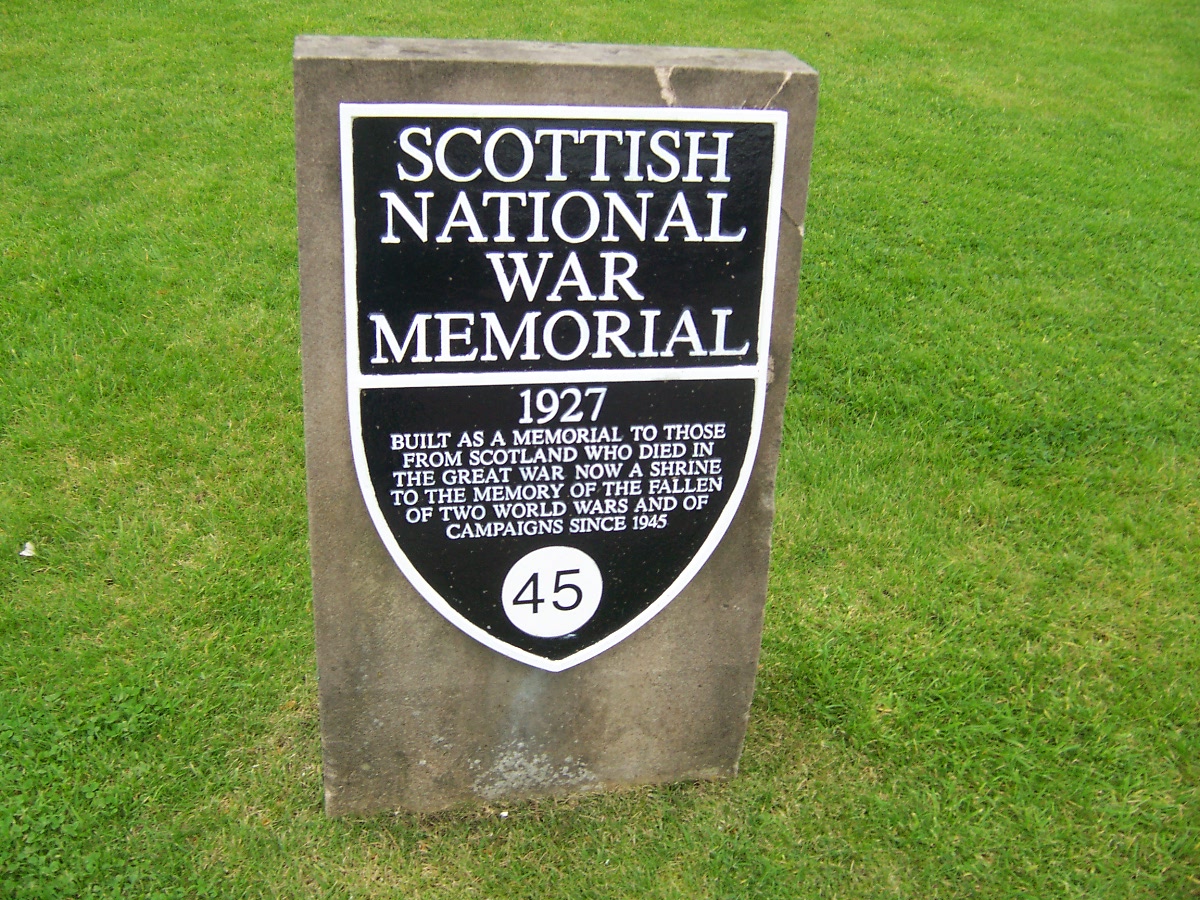 SCOTTISH
NATIONAL
WAR
MEMORIAL
1927
BUILT AS A MEMORIAL TO THOSE
FROM SCOTLAND WHO DIED IN
THE GREAT WAR NOW A SHRINE
TO THE MEMORY OF THE FALLEN
OF TWO WORLD WARS AND OF
CAMPAIGNS SINCE 1945
45